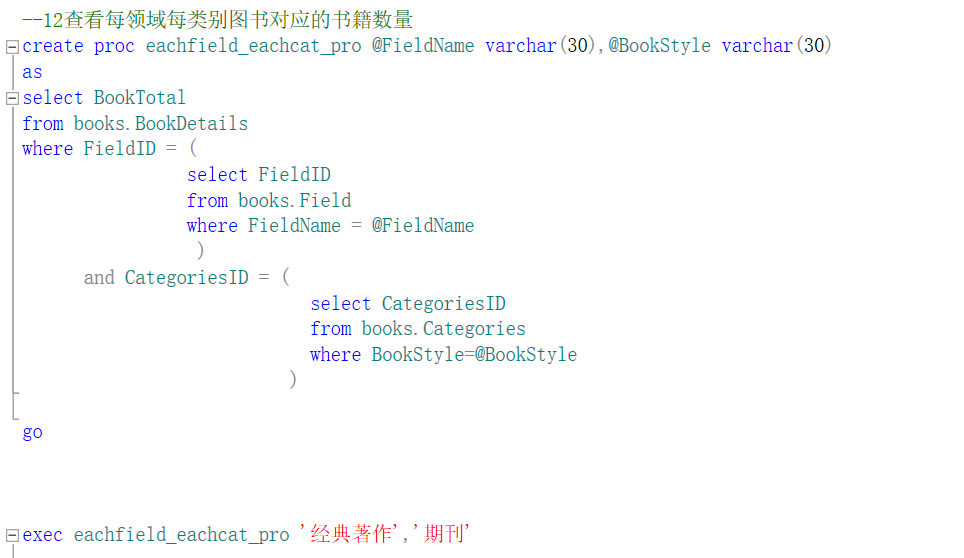 --12查看每领域每类别图书对应的书籍数量
create proc eachfield_eachcat_pro @FieldName varchar(30),@BookStyle varchar(30)
as
select BookTotal
from books.BookDetails
where FieldID = (
select FieldID
from books.Field
where FieldName = @FieldName
)
and CategoriesID = (
select CategoriesID
from books.Categories
where BookStyle=@BookStyle
)
go
exec eachfield_eachcat_pro '经典著作','期刊'